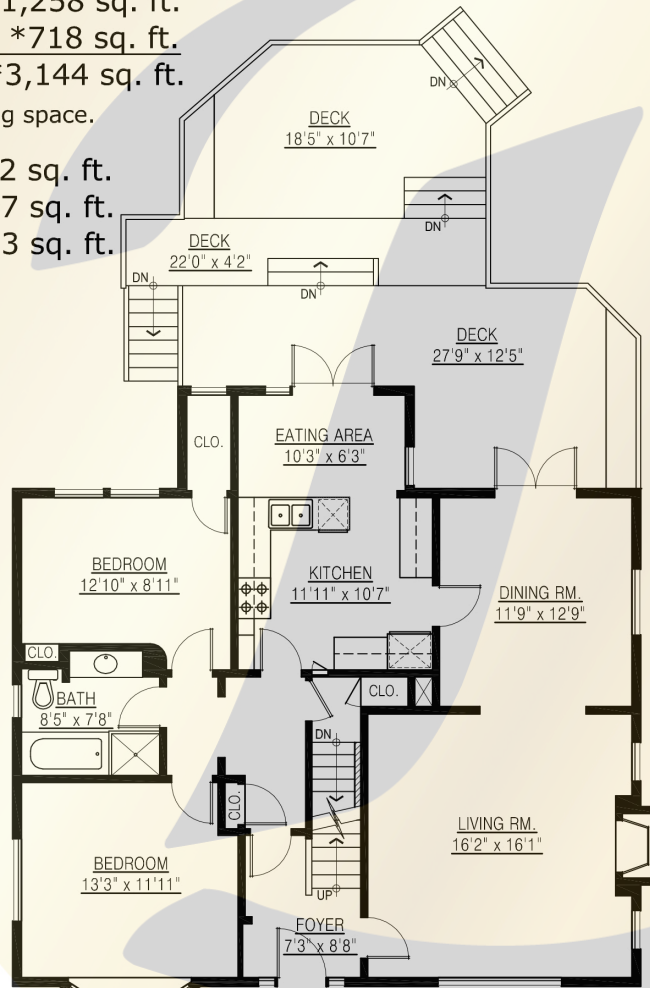 1,258 sq. ft.
*718 sq. ft.
*3,144 sq. ft.
g space.
2 sq. ft.
7 sq. ft.
3 sq. ft.
DN
DECK
18'5" x 10'7"
DN
DECK
22'0" x 4'2"
DN
DN
DECK
27'9" x 12'5"
CLO.
EATING AREA
10'3" x 6'3"
BEDROOM
12'10" x 8'11"
KITCHEN
11'11" x 10'7"
DINING RM.
11'9" x 12'9"
CLO.
BATH
8'5" x 7'8"
CLO.
DN
CLO.
LIVING RM.
16'2" x 16'1"
BEDROOM
13'3" x 11'11"
UP
FOYER
7'3" x 8'8"